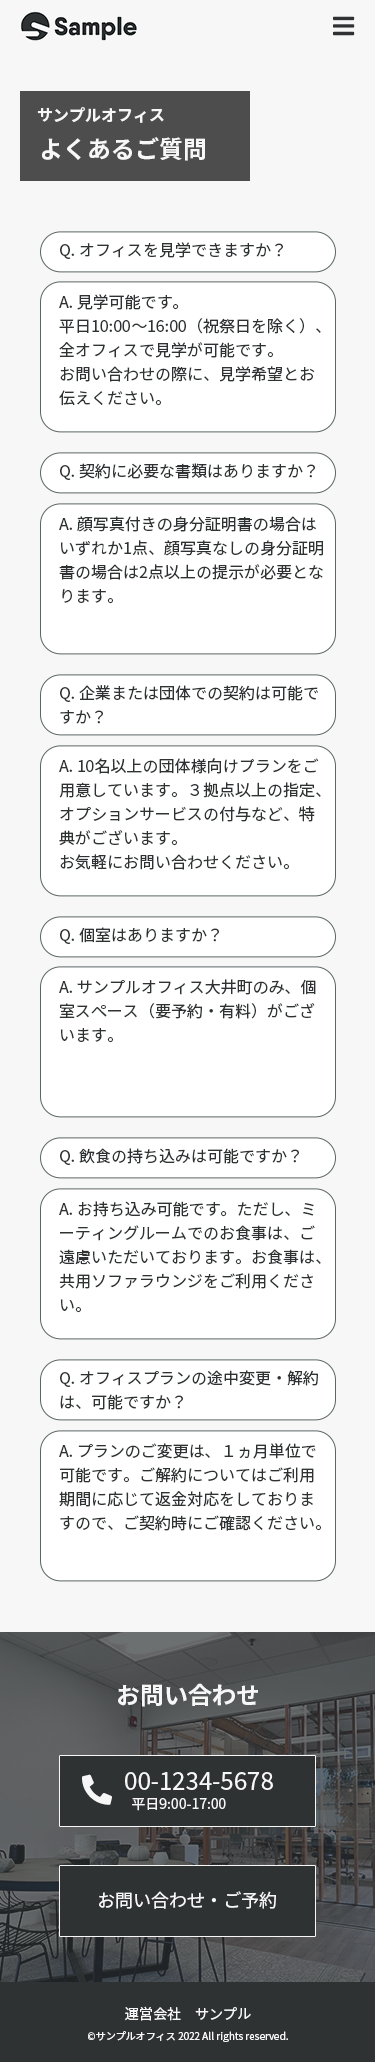 Sample
サンプルオフィス
よくあるご質問
Q. オフィスを見学できますか？
A. 見学可能です。
平日10:00〜16:00（祝祭日を除く）、
全オフィスで見学が可能です。
お問い合わせの際に、見学希望とお
伝えください。
Q. 契約に必要な書類はありますか？
A. 顔写真付きの身分証明書の場合は
いずれか1点、顔写真なしの身分証明
書の場合は2点以上の提示が必要とな
ります。
Q. 企業または団体での契約は可能で
すか？
A. 10名以上の団体様向けプランをご
用意しています。３拠点以上の指定、
オプションサービスの付与など、特
典がございます。
お気軽にお問い合わせください。
Q. 個室はありますか？
A. サンプルオフィス大井町のみ、個
室スペース（要予約・有料）がござ
います。
Q. 飲食の持ち込みは可能ですか？
A. お持ち込み可能です。ただし、ミ
ーティングルームでのお食事は、ご
遠慮いただいております。お食事は、
共用ソファラウンジをご利用くださ
い。
Q. オフィスプランの途中変更・解約
は、可能ですか？
A. プランのご変更は、１ヵ月単位で
可能です。ご解約についてはご利用
期間に応じて返金対応をしておりま
すので、ご契約時にご確認ください。
お問い合わせ
00-1234-5678
平日9:00-17:00
お問い合わせ・ご予約
運営会社　サンプル
©サンプルオフィス 2022 All rights reserved.